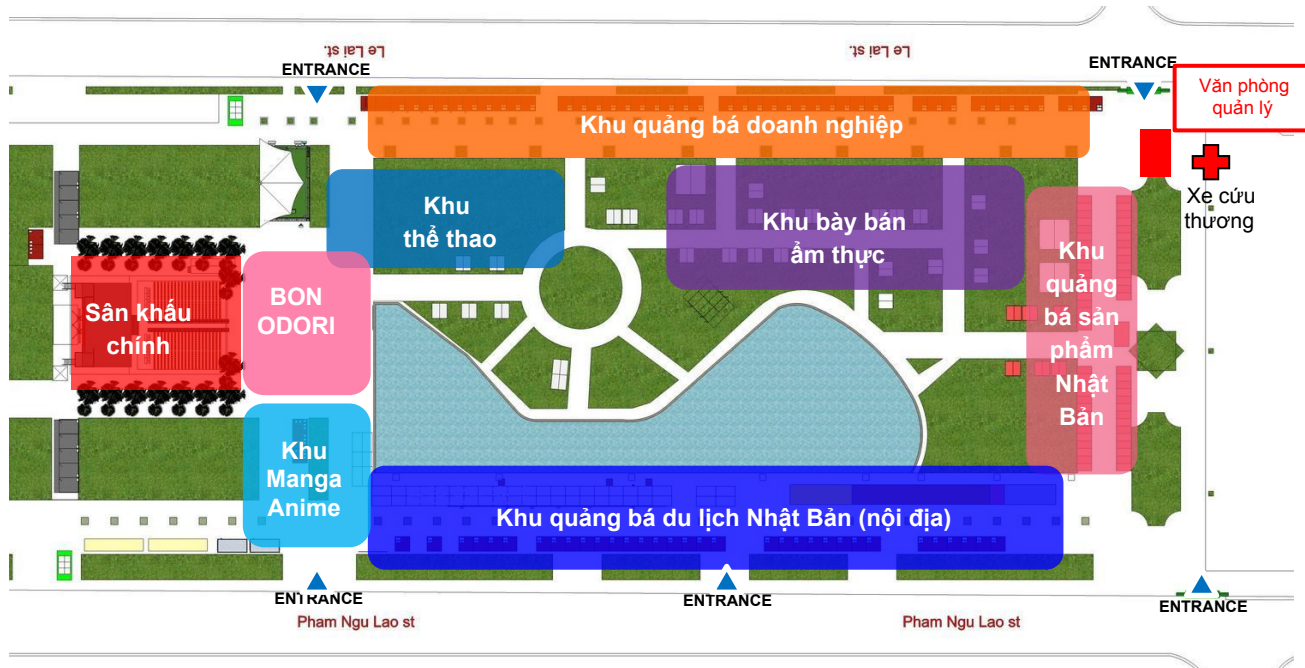 Le Lai st.
Le Lai st.
ENTRANCE
ENTRANCE
Văn phòng
quản lý
Khu quảng bá doanh nghiệp
Xe cứu
thương
Khu
thể thao
Khu bày bán
ẩm thực
Khu
quảng
bá sản
phẩm
Nhật
Bản
Sân khấu
chính
BON
ODORI
Khu
Manga
Anime
Khu quảng bá du lịch Nhật Bản (nội địa)
ENTRANCE
ENTRANCE
ENTRANCE
Pham Ngu Lao st
Pham Ngu Lao st